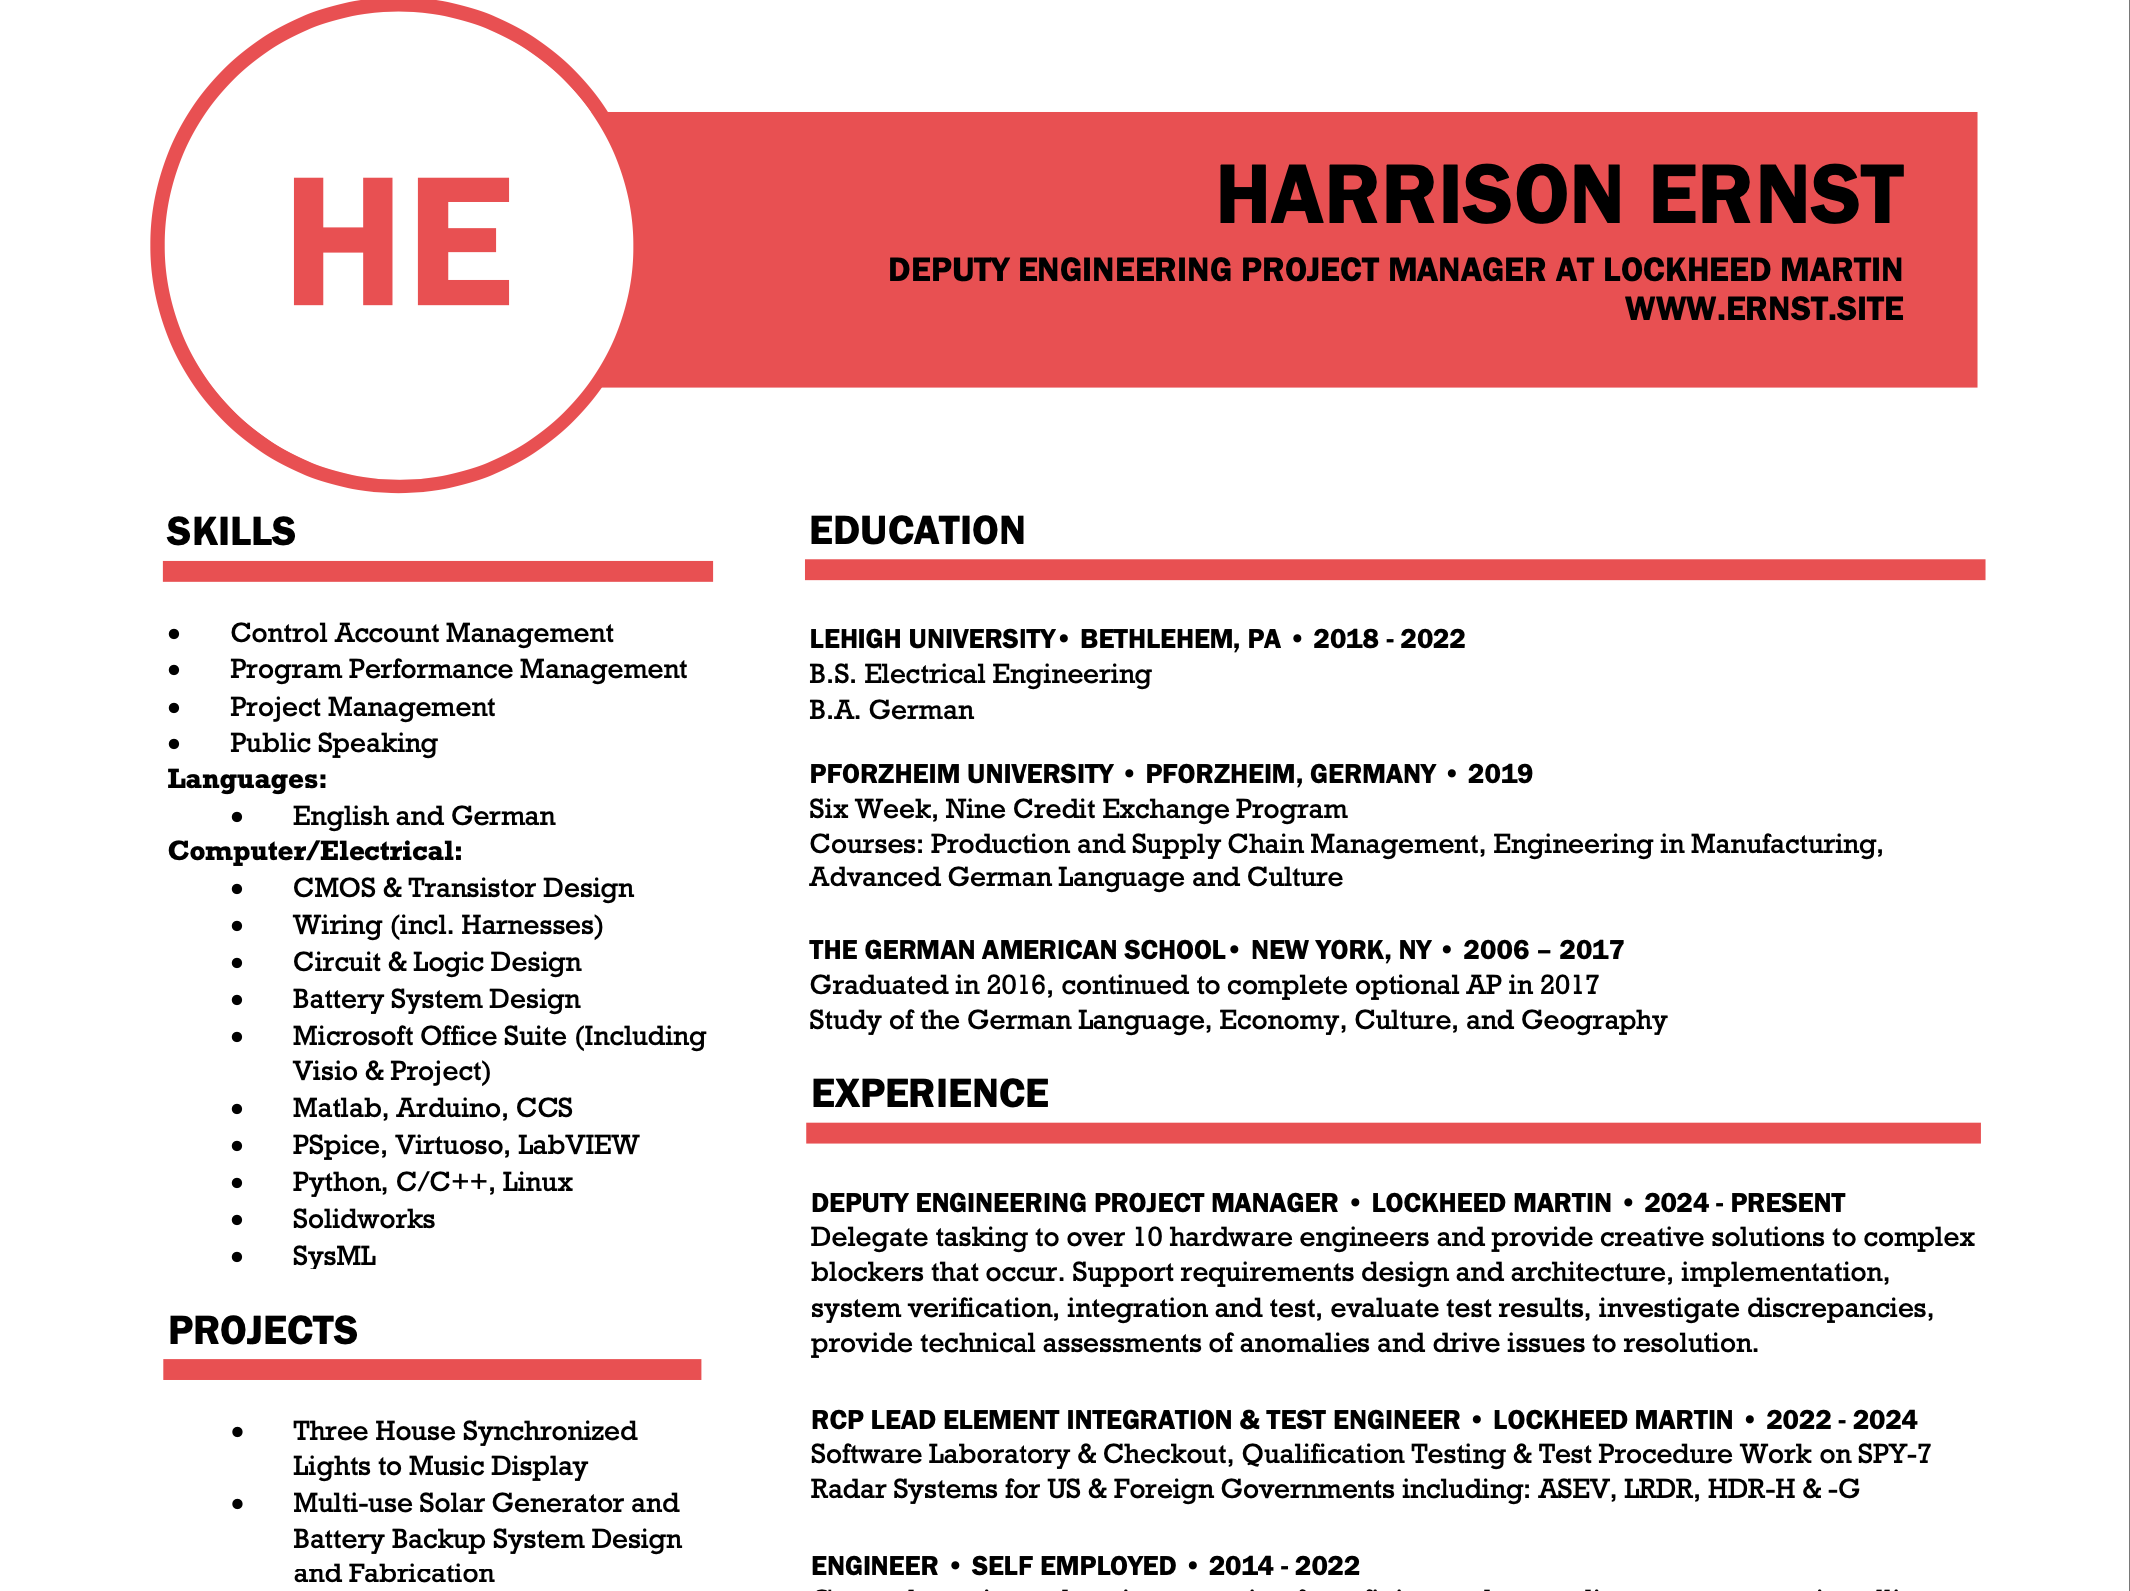 HE
HARRISON ERNST
DEPUTY ENGINEERING PROJECT MANAGER AT LOCKHEED MARTIN
WWW.ERNST.SITE
SKILLS
• Control Account Management
• Program Performance Management
• Project Management
• Public Speaking
Languages:
• English and German
Computer/Electrical:
• CMOS & Transistor Design
• Wiring (incl. Harnesses)
• Circuit & Logic Design
• Battery System Design
• Microsoft Office Suite (Including
Visio & Project)
• Matlab, Arduino, CCS
• PSpice, Virtuoso, LabVIEW
• Python, C/C++, Linux
• Solidworks
• SysML
PROJECTS
• Three House Synchronized
Lights to Music Display
• Multi-use Solar Generator and
Battery Backup System Design
and Fabrication
EDUCATION
LEHIGH UNIVERSITY• BETHLEHEM, PA • 2018 - 2022
B.S. Electrical Engineering
B.A. German
PFORZHEIM UNIVERSITY • PFORZHEIM, GERMANY • 2019
Six Week, Nine Credit Exchange Program
Courses: Production and Supply Chain Management, Engineering in Manufacturing,
Advanced German Language and Culture
THE GERMAN AMERICAN SCHOOL• NEW YORK, NY • 2006 – 2017
Graduated in 2016, continued to complete optional AP in 2017
Study of the German Language, Economy, Culture, and Geography
EXPERIENCE
DEPUTY ENGINEERING PROJECT MANAGER • LOCKHEED MARTIN • 2024 - PRESENT
Delegate tasking to over 10 hardware engineers and provide creative solutions to complex
blockers that occur. Support requirements design and architecture, implementation,
system verification, integration and test, evaluate test results, investigate discrepancies,
provide technical assessments of anomalies and drive issues to resolution.
RCP LEAD ELEMENT INTEGRATION & TEST ENGINEER • LOCKHEED MARTIN • 2022 - 2024
Software Laboratory & Checkout, Qualification Testing & Test Procedure Work on SPY-7
Radar Systems for US & Foreign Governments including: ASEV, LRDR, HDR-H & -G
ENGINEER • SELF EMPLOYED • 2014 - 2022